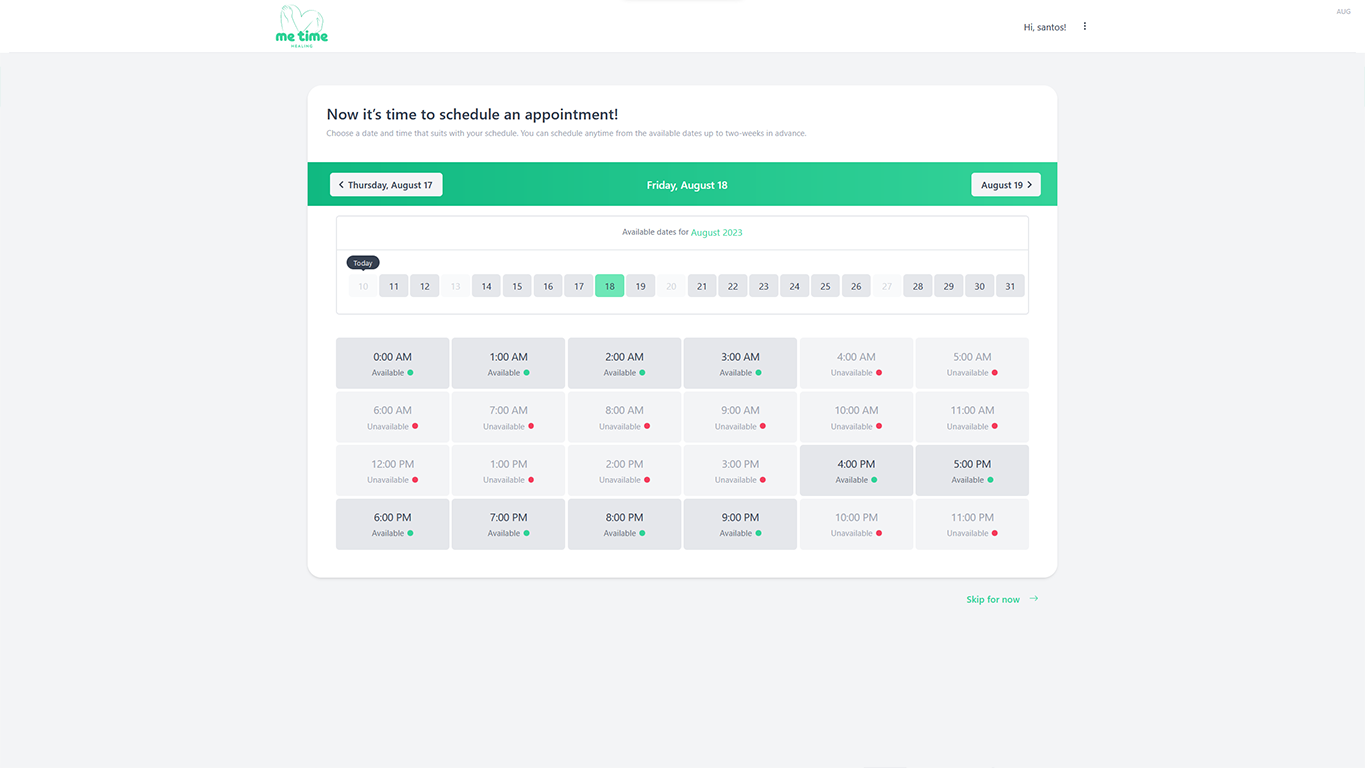 me time
HEALING
Hi, santos!
AUG
Now it’s time to schedule an appointment!
Choose a date and time that suits with your schedule. You can schedule anytime from the available dates up to two-weeks in advance.
Thursday, August 17
Friday, August 18
August 19
Available dates for August 2023
Today
10 11 12 13 14 15 16 17 18 19 20 21 22 23 24 25 26 27 28 29 30 31
0:00 AM 1:00 AM 2:00 AM 3:00 AM 4:00 AM 5:00 AM
Available Available Available Available Unavailable Unavailable
6:00 AM 7:00 AM 8:00 AM 9:00 AM 10:00 AM 11:00 AM
Unavailable Unavailable Unavailable Unavailable Unavailable Unavailable
12:00 PM 1:00 PM 2:00 PM 3:00 PM 4:00 PM 5:00 PM
Unavailable Unavailable Unavailable Unavailable Available Available
6:00 PM 7:00 PM 8:00 PM 9:00 PM 10:00 PM 11:00 PM
Available Available Available Available Unavailable Unavailable
Skip for now